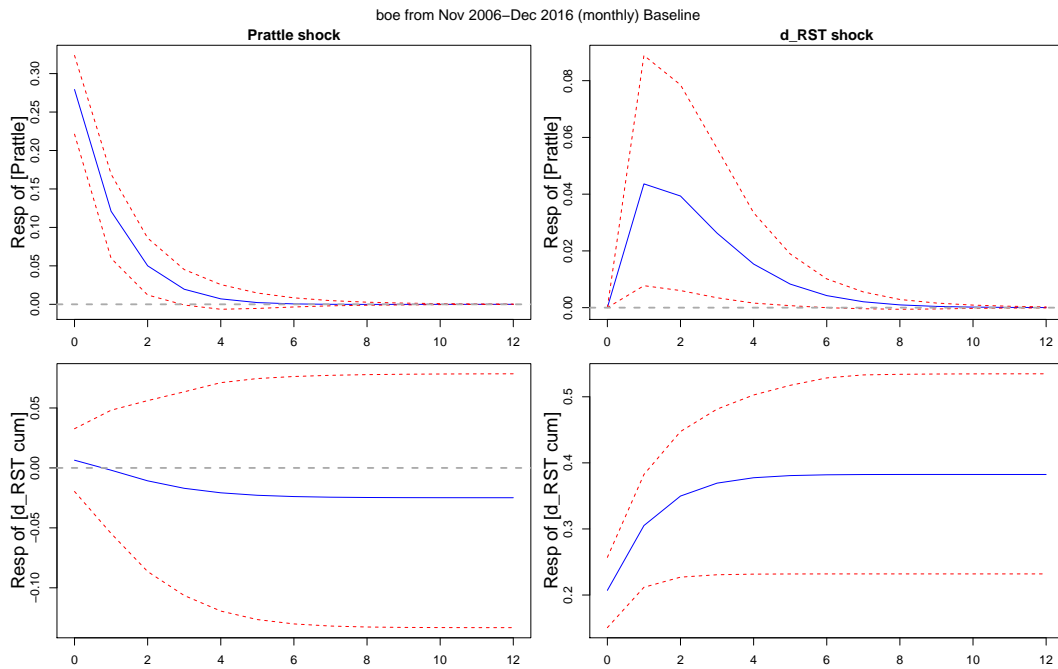 boe from Nov 2006−Dec 2016 (monthly) Baseline
Prattle shock
Resp of [Prattle]
0.30
0.25
0.20
0.15
0.10
0.05
0.00
0 2 4 6 8 10 12
d_RST shock
Resp of [Prattle]
0.08
0.06
0.04
0.02
0.00
0 2 4 6 8 10 12
Resp of [d_RST cum]
0.05
0.00
−0.05
−0.10
0 2 4 6 8 10 12
Resp of [d_RST cum]
0.5
0.4
0.3
0.2
0 2 4 6 8 10 12